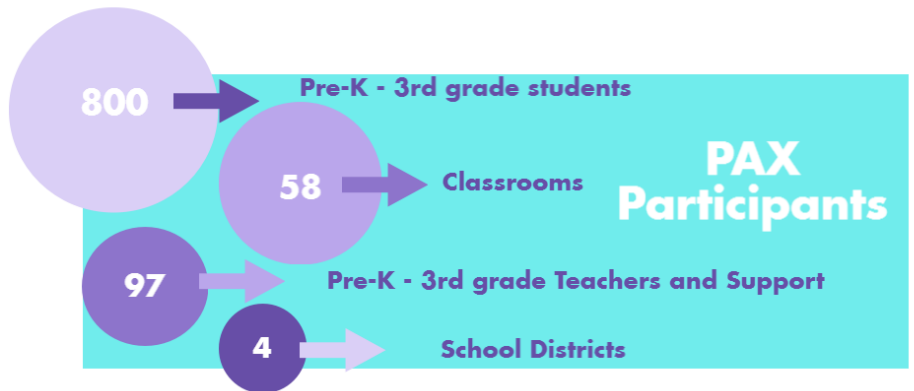 800 Pre-K - 3rd grade students
58 Classrooms
PAX
Participants
97 Pre-K - 3rd grade Teachers and Support
4 School Districts